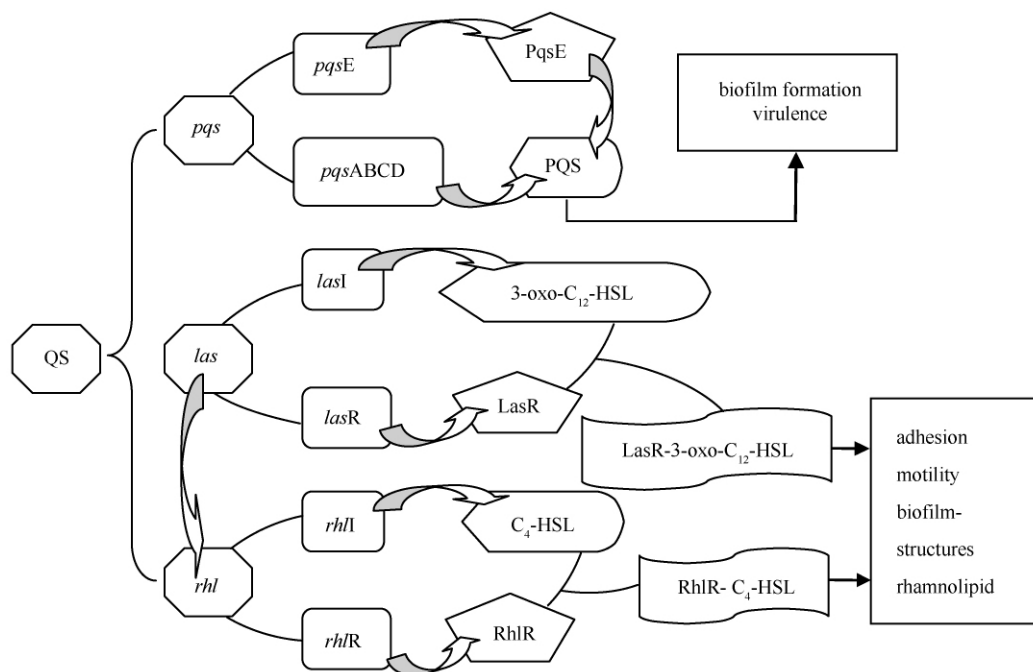 pqsE
PqsE
biofilm formation
virulence
pqs
pqsABCD
PQS
lasI
3-oxo-C₁₂-HSL
QS
las
lasR
LasR
LasR-3-oxo-C₁₂-HSL
adhesion
motility
biofilm-
structures
rhamnolipid
rhlI
C₄-HSL
rhl
RhlR- C₄-HSL
rhlR
RhlR